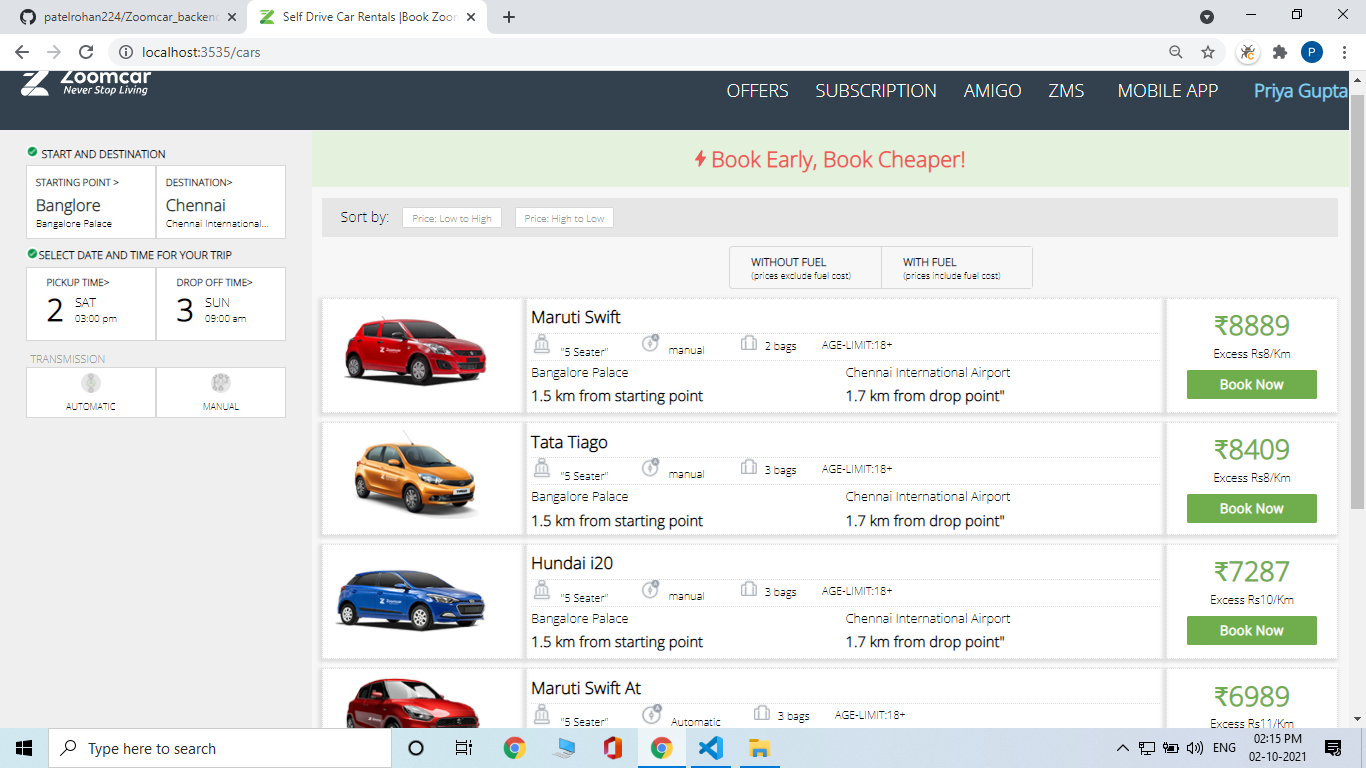 patelrohan224/Zoomcar_backend
Self Drive Car Rentals |Book Zoom
localhost:3535/cars
P
Zoomcar
Never Stop Living
OFFERS SUBSCRIPTION AMIGO ZMS MOBILE APP Priya Gupta
START AND DESTINATION
STARTING POINT >
Banglore
Bangalore Palace
DESTINATION>
Chennai
Chennai International...
SELECT DATE AND TIME FOR YOUR TRIP
PICKUP TIME>
2 SAT
03:00 pm
DROP OFF TIME>
3 SUN
09:00 am
TRANSMISSION
AUTOMATIC
MANUAL
Book Early, Book Cheaper!
Sort by: Price: Low to High Price: High to Low
WITHOUT FUEL
(prices exclude fuel cost)
WITH FUEL
(prices include fuel cost)
Maruti Swift
"5 Seater" manual 2 bags AGE-LIMIT:18+
Bangalore Palace Chennai International Airport
1.5 km from starting point 1.7 km from drop point"
₹8889
Excess Rs8/Km
Book Now
Tata Tiago
"5 Seater" manual 3 bags AGE-LIMIT:18+
Bangalore Palace Chennai International Airport
1.5 km from starting point 1.7 km from drop point"
₹8409
Excess Rs8/Km
Book Now
Hundai i20
"5 Seater" manual 3 bags AGE-LIMIT:18+
Bangalore Palace Chennai International Airport
1.5 km from starting point 1.7 km from drop point"
₹7287
Excess Rs10/Km
Book Now
Maruti Swift At
"5 Seater" Automatic 3 bags AGE-LIMIT:18+
₹6989
Excess Rs11/Km
Type here to search
ENG
02:15 PM
02-10-2021